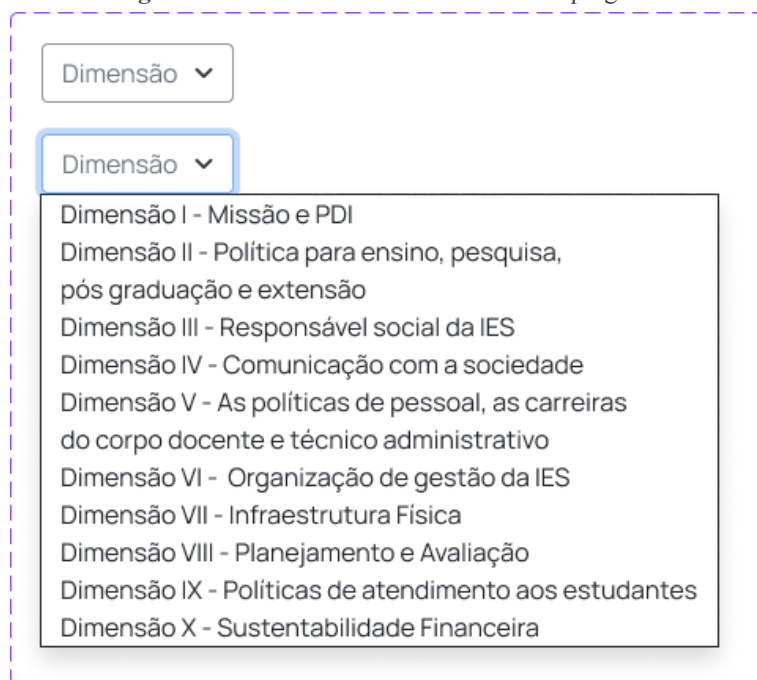 Dimensão
Dimensão
Dimensão I - Missão e PDI
Dimensão II - Política para ensino, pesquisa,
pós graduação e extensão
Dimensão III - Responsável social da IES
Dimensão IV - Comunicação com a sociedade
Dimensão V - As políticas de pessoal, as carreiras
do corpo docente e técnico administrativo
Dimensão VI -  Organização de gestão da IES
Dimensão VII - Infraestrutura Física
Dimensão VIII - Planejamento e Avaliação
Dimensão IX - Políticas de atendimento aos estudantes
Dimensão X - Sustentabilidade Financeira